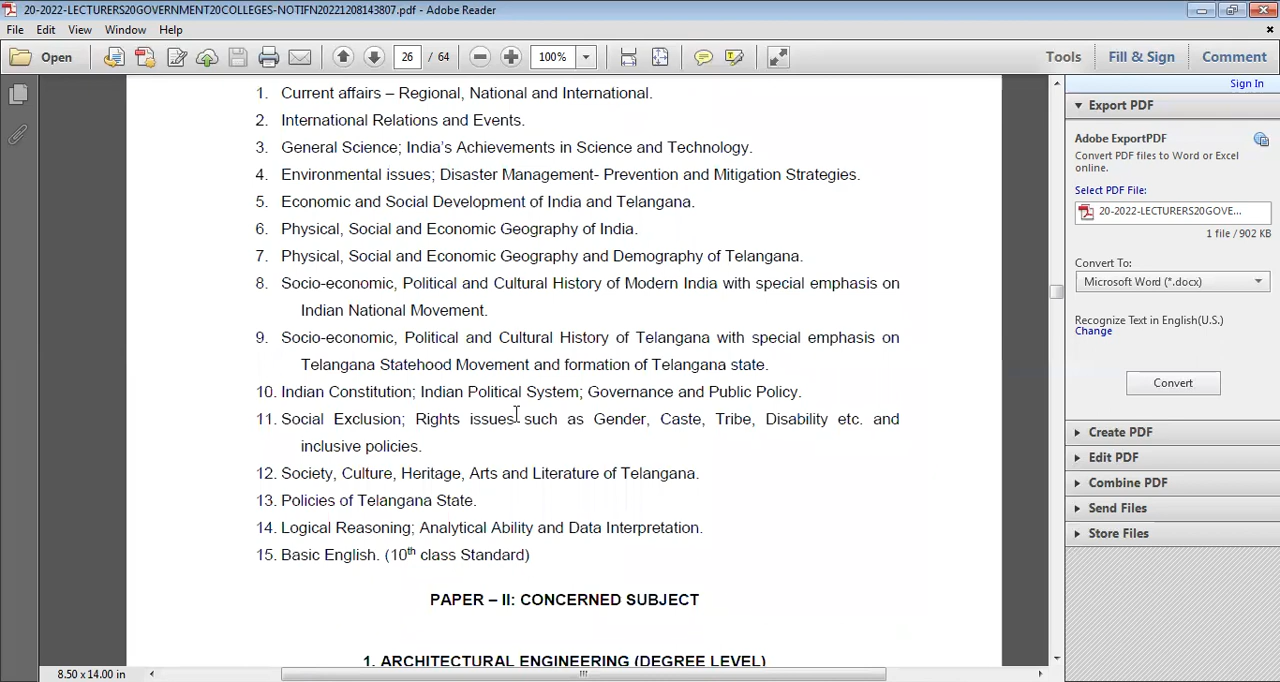 20-2022-LECTURERS20GOVERNMENT20COLLEGES-NOTIFN20221208143807.pdf - Adobe Reader
File Edit View Window Help
Open 26 / 64 100% Tools Fill & Sign Comment
Sign In
1. Current affairs – Regional, National and International.
2. International Relations and Events.
3. General Science; India's Achievements in Science and Technology.
4. Environmental issues; Disaster Management- Prevention and Mitigation Strategies.
5. Economic and Social Development of India and Telangana.
6. Physical, Social and Economic Geography of India.
7. Physical, Social and Economic Geography and Demography of Telangana.
8. Socio-economic, Political and Cultural History of Modern India with special emphasis on
Indian National Movement.
9. Socio-economic, Political and Cultural History of Telangana with special emphasis on
Telangana Statehood Movement and formation of Telangana state.
10. Indian Constitution; Indian Political System; Governance and Public Policy.
11. Social Exclusion; Rights issues such as Gender, Caste, Tribe, Disability etc. and
inclusive policies.
12. Society, Culture, Heritage, Arts and Literature of Telangana.
13. Policies of Telangana State.
14. Logical Reasoning; Analytical Ability and Data Interpretation.
15. Basic English. (10th class Standard)
PAPER – II: CONCERNED SUBJECT
1. ARCHITECTURAL ENGINEERING (DEGREE LEVEL)
8.50 x 14.00 in
Export PDF
Adobe ExportPDF
Convert PDF files to Word or Excel
online.
Select PDF File:
20-2022-LECTURERS20GOVE...
1 file / 902 KB
Convert To:
Microsoft Word (*.docx)
Recognize Text in English(U.S.)
Change
Convert
Create PDF
Edit PDF
Combine PDF
Send Files
Store Files